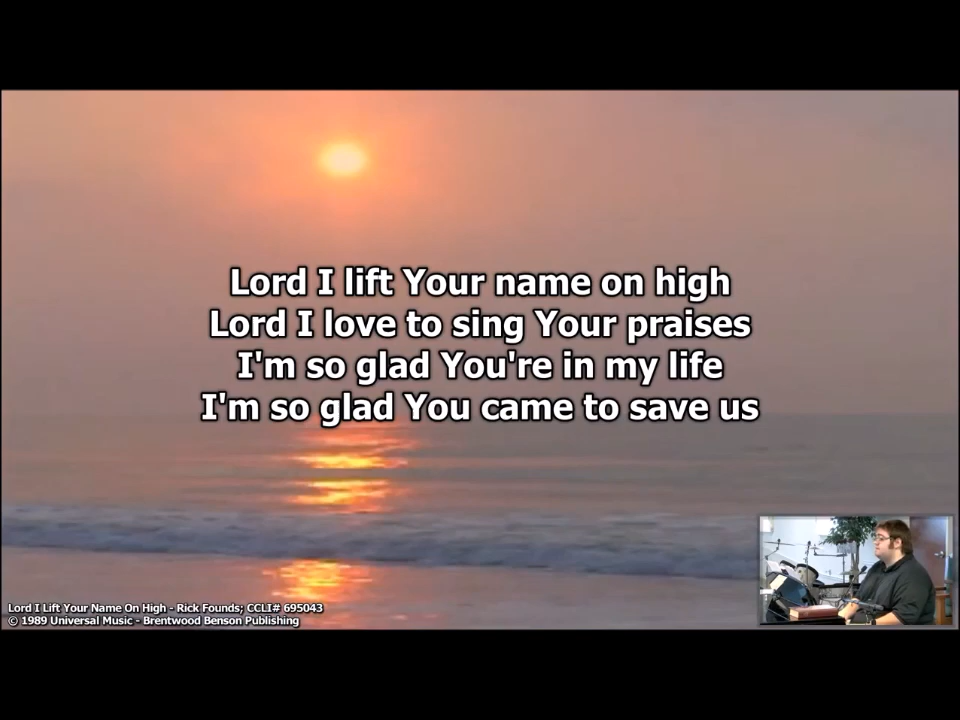 Lord I lift Your name on high
Lord I love to sing Your praises
I'm so glad You're in my life
I'm so glad You came to save us
Lord I Lift Your Name On High - Rick Founds; CCLI# 695043
© 1989 Universal Music - Brentwood Benson Publishing